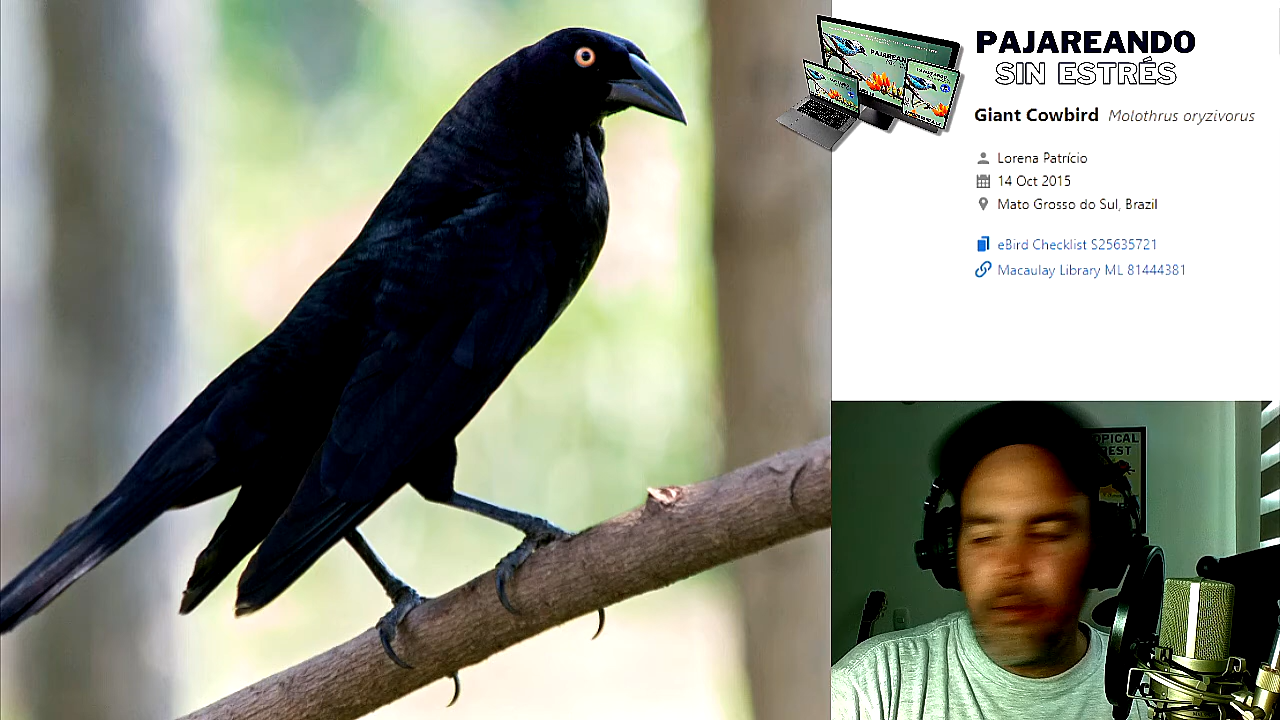 PAJAREANDO
SIN ESTRÉS
Giant Cowbird Molothrus oryzivorus
Lorena Patrício
14 Oct 2015
Mato Grosso do Sul, Brazil
eBird Checklist S25635721
Macaulay Library ML 81444381